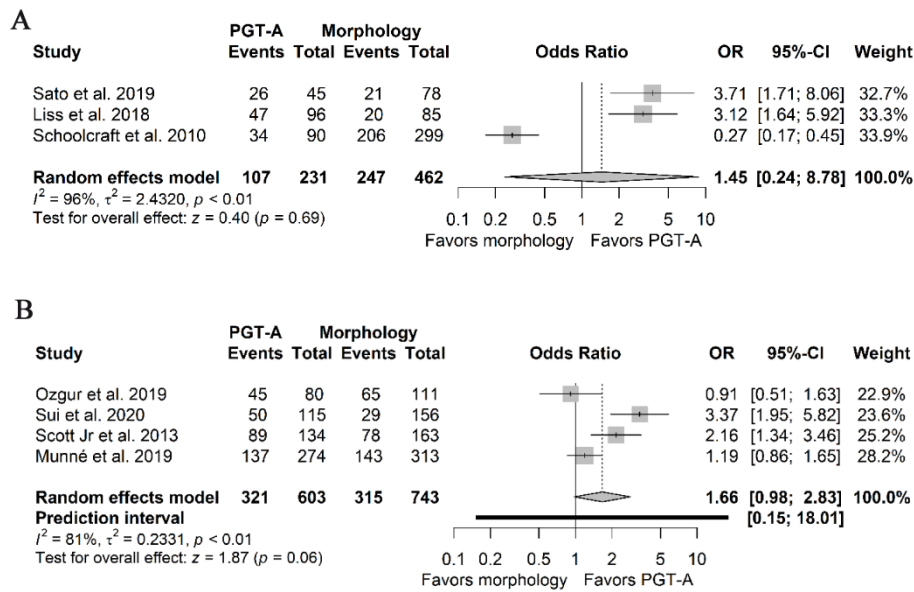 A
PGT-A Morphology
Study Events Total Events Total Odds Ratio OR 95%-CI Weight
Sato et al. 2019 26 45 21 78 3.71 [1.71; 8.06] 32.7%
Liss et al. 2018 47 96 20 85 3.12 [1.64; 5.92] 33.3%
Schoolcraft et al. 2010 34 90 206 299 0.27 [0.17; 0.45] 33.9%
Random effects model 107 231 247 462 1.45 [0.24; 8.78] 100.0%
I² = 96%, τ² = 2.4320, p < 0.01
Test for overall effect: z = 0.40 (p = 0.69)
0.1 0.2 0.5 1 2 5 10
Favors morphology Favors PGT-A
B
PGT-A Morphology
Study Events Total Events Total Odds Ratio OR 95%-CI Weight
Ozgur et al. 2019 45 80 65 111 0.91 [0.51; 1.63] 22.9%
Sui et al. 2020 50 115 29 156 3.37 [1.95; 5.82] 23.6%
Scott Jr et al. 2013 89 134 78 163 2.16 [1.34; 3.46] 25.2%
Munné et al. 2019 137 274 143 313 1.19 [0.86; 1.65] 28.2%
Random effects model 321 603 315 743 1.66 [0.98; 2.83] 100.0%
Prediction interval [0.15; 18.01]
I² = 81%, τ² = 0.2331, p < 0.01
Test for overall effect: z = 1.87 (p = 0.06)
0.1 0.2 0.5 1 2 5 10
Favors morphology Favors PGT-A